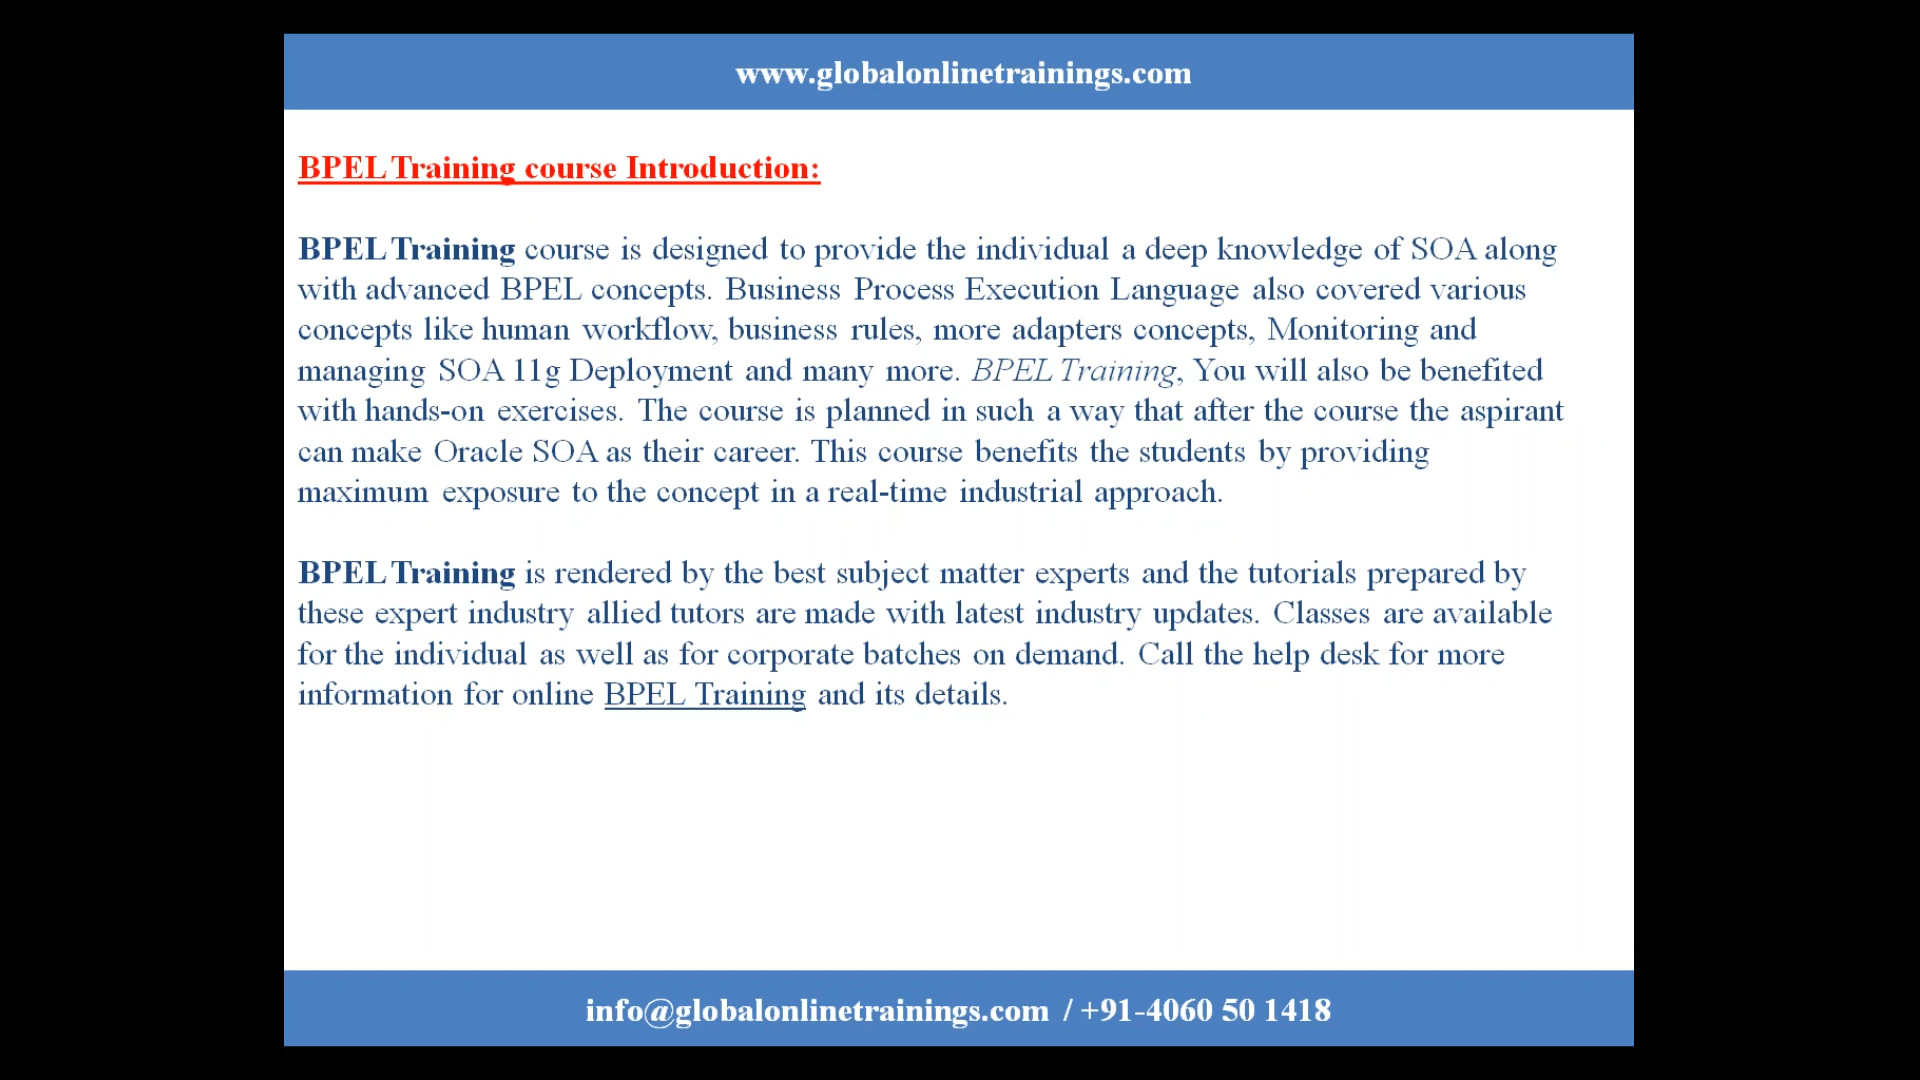 www.globalonlinetrainings.com
BPEL Training course Introduction:
BPEL Training course is designed to provide the individual a deep knowledge of SOA along
with advanced BPEL concepts. Business Process Execution Language also covered various
concepts like human workflow, business rules, more adapters concepts, Monitoring and
managing SOA 11g Deployment and many more. BPEL Training, You will also be benefited
with hands-on exercises. The course is planned in such a way that after the course the aspirant
can make Oracle SOA as their career. This course benefits the students by providing
maximum exposure to the concept in a real-time industrial approach.
BPEL Training is rendered by the best subject matter experts and the tutorials prepared by
these expert industry allied tutors are made with latest industry updates. Classes are available
for the individual as well as for corporate batches on demand. Call the help desk for more
information for online BPEL Training and its details.
info@globalonlinetrainings.com / +91-4060 50 1418